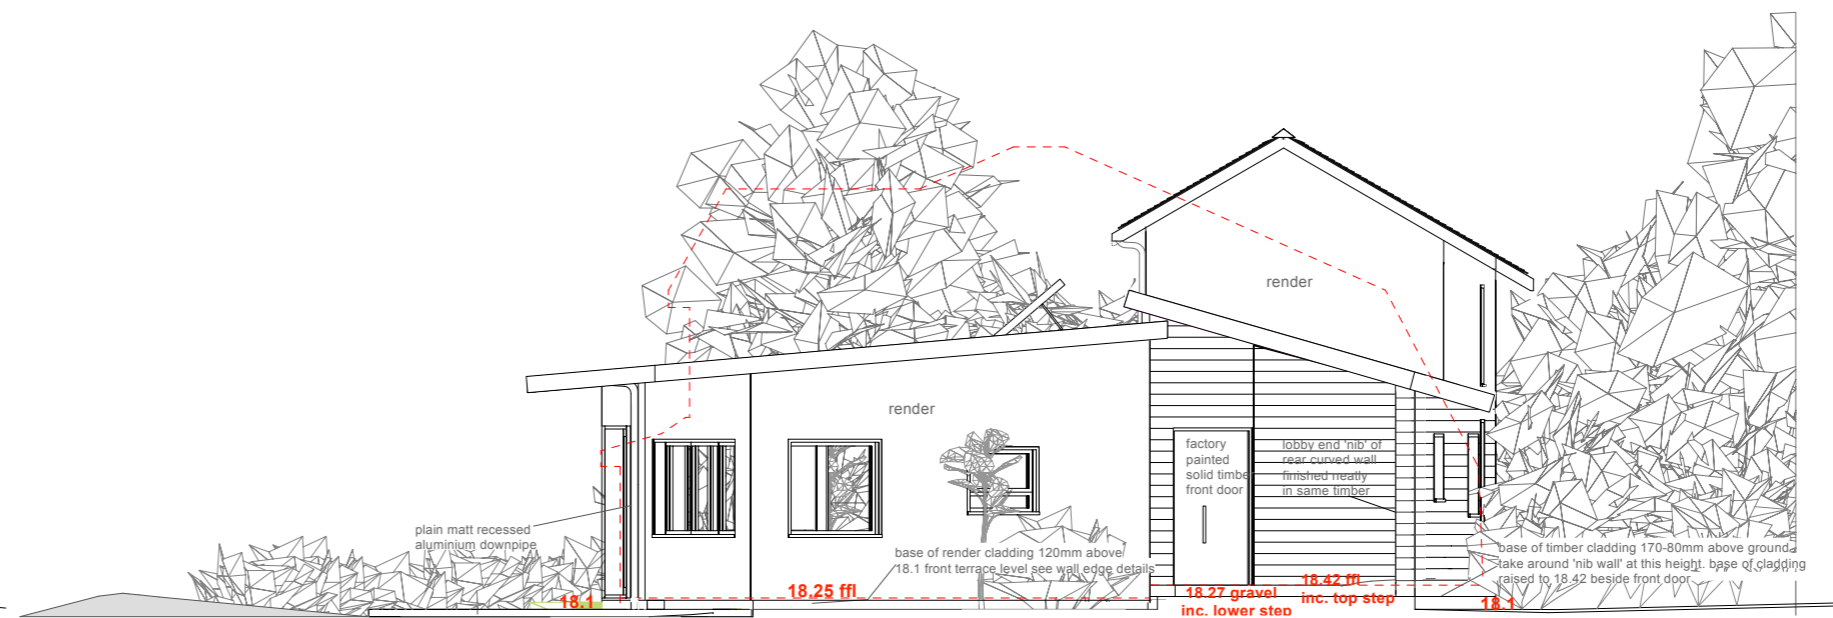 render
render
factory
painted
solid timbe
front door
lobby end 'nib' of
rear curved wall
finished neatly
in same timber
plain matt recessed
aluminium downpipe
base of render cladding 120mm above
18.1 front terrace level see wall edge details
base of timber cladding 170-80mm above ground,
take around 'nib wall' at this height. base of cladding
raised to 18.42 beside front door
18.1
18.25 ffl
18.27 gravel
inc. lower step
18.42 ffl
inc. top step
18.1